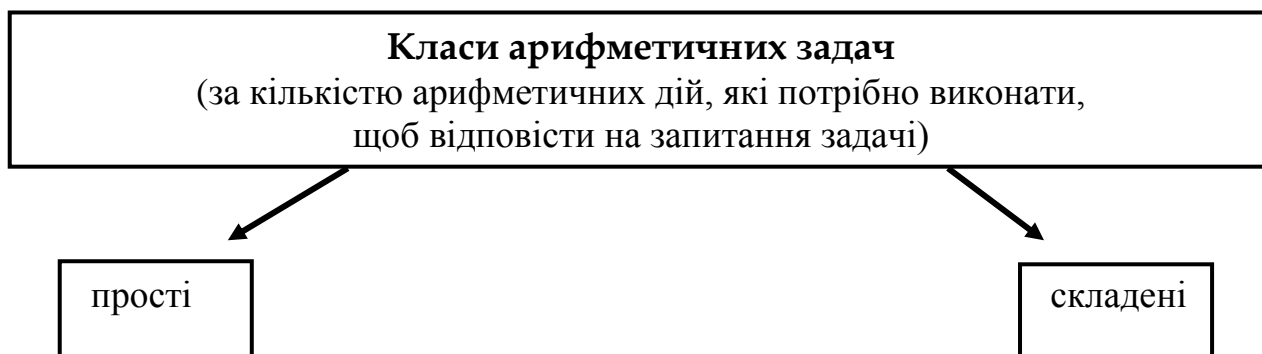 Класи арифметичних задач
(за кількістю арифметичних дій, які потрібно виконати,
щоб відповісти на запитання задачі)
прості
складені